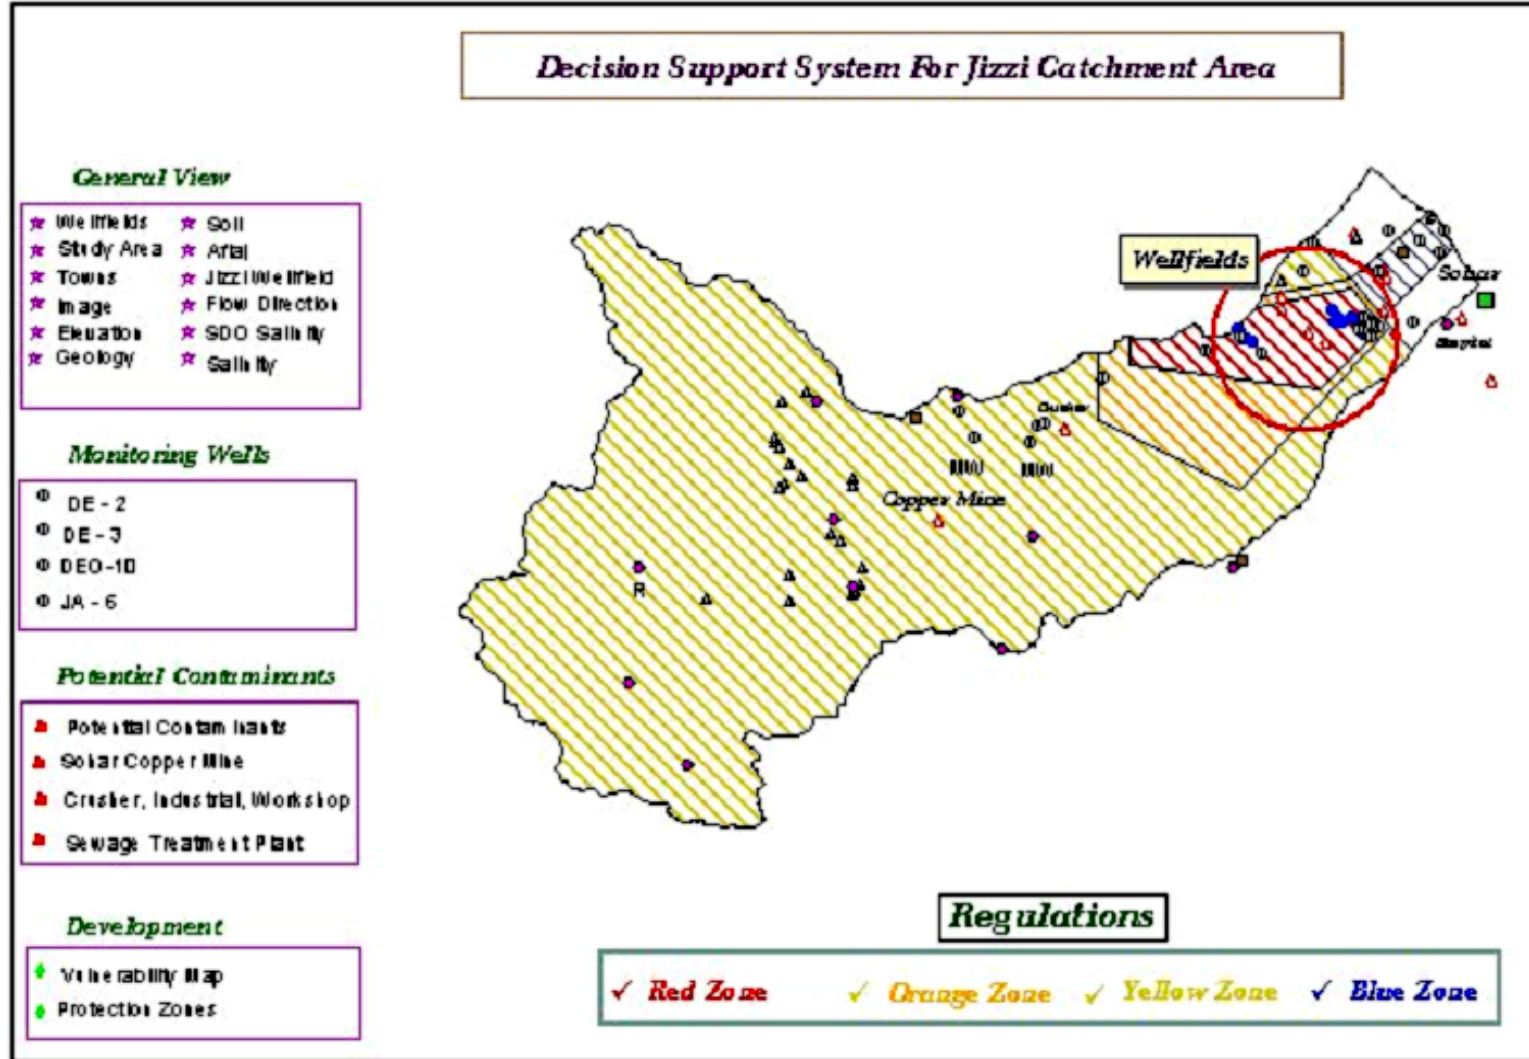 Decision Support System For Jizzi Catchment Area
General View
Wellfields
Study Area
Towns
Image
Elevation
Geology
Soil
Aflaj
Jizzi Wellfield
Flow Direction
SDO Salinity
Salinity
Monitoring Wells
DE - 2
DE - 3
DEO-10
JA - 6
Potential Contaminants
Potential Contaminants
Sohar Copper Mine
Crusher, Industrial, Workshop
Sewage Treatment Plant
Development
Vulnerability Map
Protection Zones
Wellfields
Sohar
Crusher
Copper Mine
R
Regulations
Red Zone
Orange Zone
Yellow Zone
Blue Zone